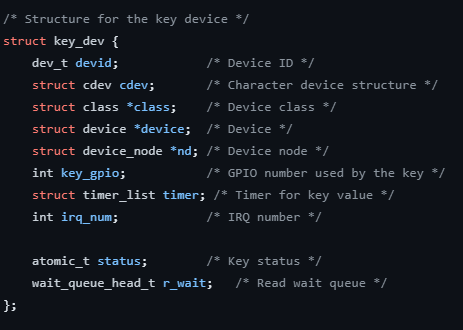 /* Structure for the key device */
struct key_dev {
    dev_t devid;            /* Device ID */
    struct cdev cdev;       /* Character device structure */
    struct class *class;    /* Device class */
    struct device *device;  /* Device */
    struct device_node *nd; /* Device node */
    int key_gpio;           /* GPIO number used by the key */
    struct timer_list timer; /* Timer for key value */
    int irq_num;            /* IRQ number */

    atomic_t status;        /* Key status */
    wait_queue_head_t r_wait;   /* Read wait queue */
};